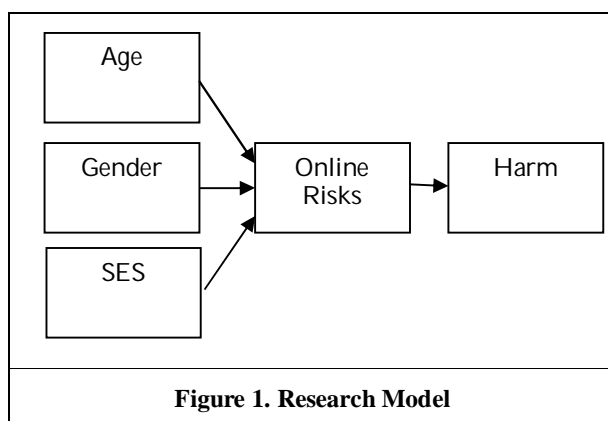 Age
Gender
Online
Risks
Harm
SES
Figure 1. Research Model